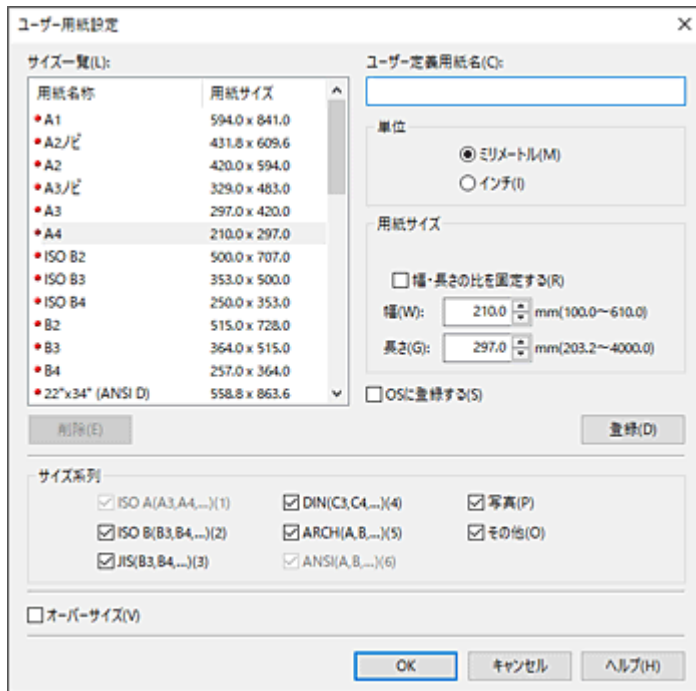 ユーザー用紙設定
サイズ一覧(L):
用紙名称 用紙サイズ
A1 594.0 x 841.0
A2ノビ 431.8 x 609.6
A2 420.0 x 594.0
A3ノビ 329.0 x 483.0
A3 297.0 x 420.0
A4 210.0 x 297.0
ISO B2 500.0 x 707.0
ISO B3 353.0 x 500.0
ISO B4 250.0 x 353.0
B2 515.0 x 728.0
B3 364.0 x 515.0
B4 257.0 x 364.0
22"x34" (ANSI D) 558.8 x 863.6
削除(E)
ユーザー定義用紙名(C):
単位
ミリメートル(M)
インチ(I)
用紙サイズ
幅・長さの比を固定する(R)
幅(W): 210.0 mm(100.0～610.0)
長さ(G): 297.0 mm(203.2～4000.0)
OSに登録する(S)
登録(D)
サイズ系列
ISO A(A3,A4,...)(1) DIN(C3,C4,...)(4) 写真(P)
ISO B(B3,B4,...)(2) ARCH(A,B,...)(5) その他(O)
JIS(B3,B4,...)(3) ANSI(A,B,...)(6)
オーバーサイズ(V)
OK キャンセル ヘルプ(H)